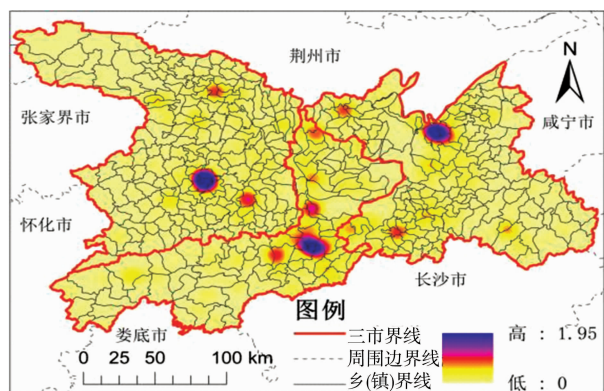 荆州市
N
张家界市
咸宁市
怀化市
长沙市
娄底市
图例
三市界线
周围边界线
乡(镇)界线
高 : 1.95
低 : 0
0 25 50 100 km